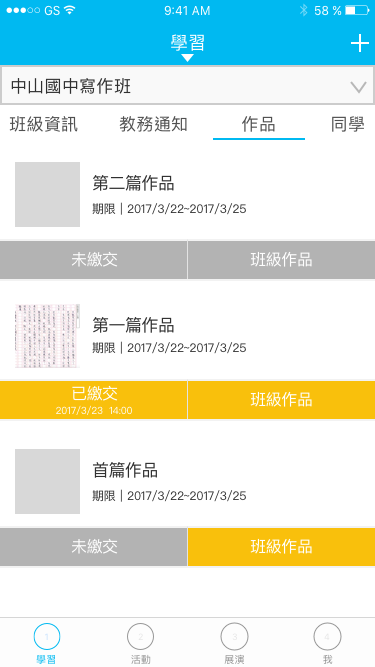 GS 9:41 AM 58 %
學習
中山國中寫作班
班級資訊 教務通知 作品 同學
第二篇作品
期限 | 2017/3/22~2017/3/25
未繳交 班級作品
第一篇作品
期限 | 2017/3/22~2017/3/25
已繳交 班級作品
2017/3/23 14:00
首篇作品
期限 | 2017/3/22~2017/3/25
未繳交 班級作品
1 2 3 4
學習 活動 展演 我